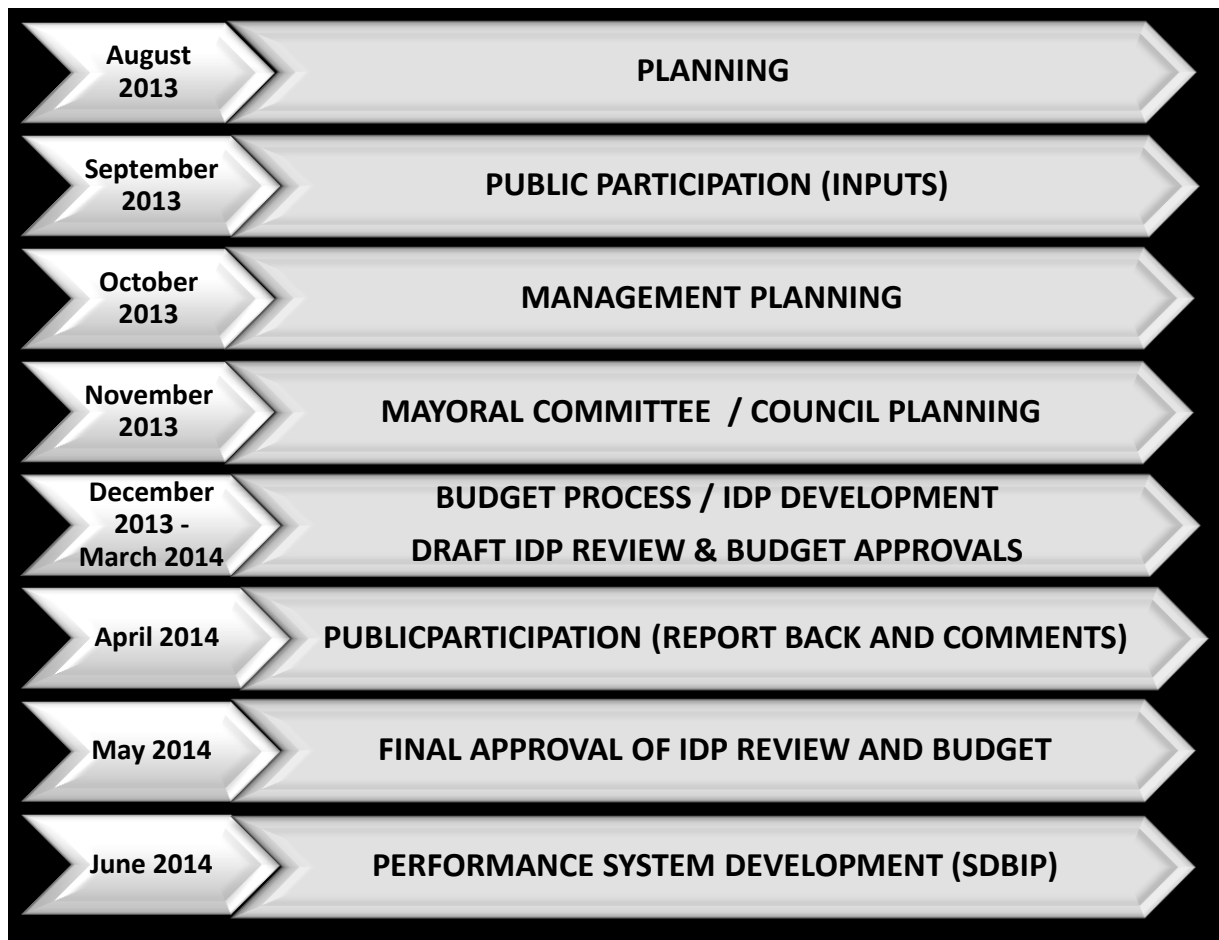 August
2013
PLANNING
September
2013
PUBLIC PARTICIPATION (INPUTS)
October
2013
MANAGEMENT PLANNING
November
2013
MAYORAL COMMITTEE / COUNCIL PLANNING
December
2013 -
March 2014
BUDGET PROCESS / IDP DEVELOPMENT
DRAFT IDP REVIEW & BUDGET APPROVALS
April 2014
PUBLICPARTICIPATION (REPORT BACK AND COMMENTS)
May 2014
FINAL APPROVAL OF IDP REVIEW AND BUDGET
June 2014
PERFORMANCE SYSTEM DEVELOPMENT (SDBIP)